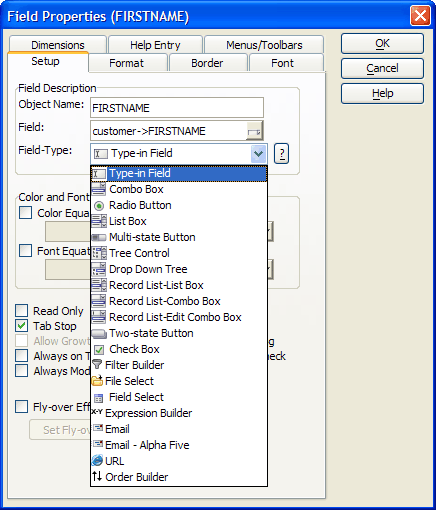 Field Properties (FIRSTNAME)
Dimensions Help Entry Menus/Toolbars
Setup Format Border Font
OK
Cancel
Help
Field Description
Object Name: FIRSTNAME
Field: customer->FIRSTNAME
Field-Type: Type-in Field ?
Type-in Field
Combo Box
Radio Button
List Box
Multi-state Button
Tree Control
Drop Down Tree
Record List-List Box
Record List-Combo Box
Record List-Edit Combo Box
Two-state Button
Check Box
Filter Builder
File Select
Field Select
Expression Builder
Email
Email - Alpha Five
URL
Order Builder
Color and Font
Color Equa
Font Equat
Read Only
Tab Stop
Allow Growt
Always on T
Always Mod
Fly-over Eff
Set Fly-ov